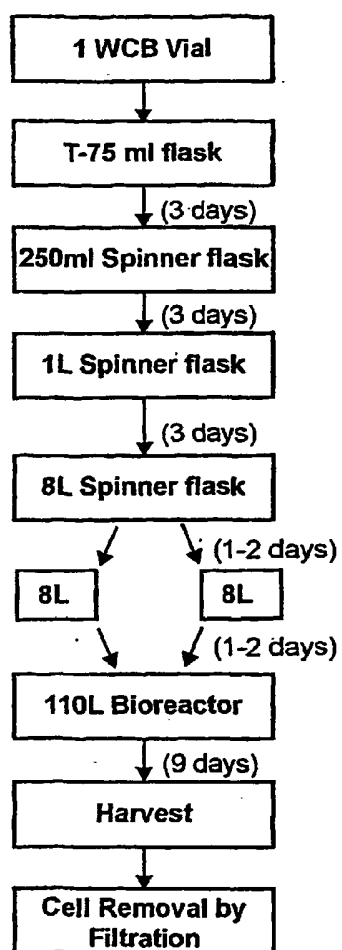 1 WCB Vial
T-75 ml flask
(3 days)
250ml Spinner flask
(3 days)
1L Spinner flask
(3 days)
8L Spinner flask
(1-2 days)
8L 8L
(1-2 days)
110L Bioreactor
(9 days)
Harvest
Cell Removal by
Filtration